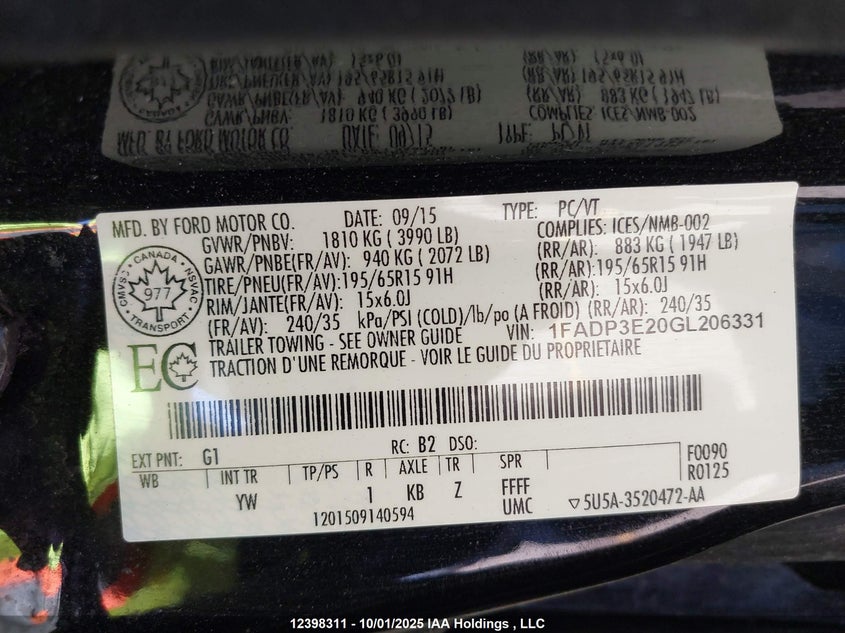 MFD. BY FORD MOTOR CO. DATE: 09/15 TYPE: PC/VT
GVWR/PNBV: 1810 KG ( 3990 LB) COMPLIES: ICES/NMB-002
GAWR/PNBE(FR/AV): 940 KG ( 2072 LB) (RR/AR): 883 KG ( 1947 LB)
TIRE/PNEU(FR/AV): 195/65R15 91H (RR/AR): 195/65R15 91H
RIM/JANTE(FR/AV): 15x6.0J (RR/AR): 15x6.0J
(FR/AV): 240/35 kPa/PSI (COLD)/lb/po (A FROID) (RR/AR): 240/35
TRAILER TOWING - SEE OWNER GUIDE VIN: 1FADP3E20GL206331
TRACTION D'UNE REMORQUE - VOIR LE GUIDE DU PROPRIETAIRE
CANADA
CMVSS NSVAC
977
TRANSPORT
EC
EXT PNT: G1 RC: B2 DSO:
WB INT TR TP/PS R AXLE TR SPR F0090
R0125
YW 1 KB Z FFFF
UMC
1201509140594 ▽5U5A-3520472-AA
12398311 - 10/01/2025 IAA Holdings , LLC